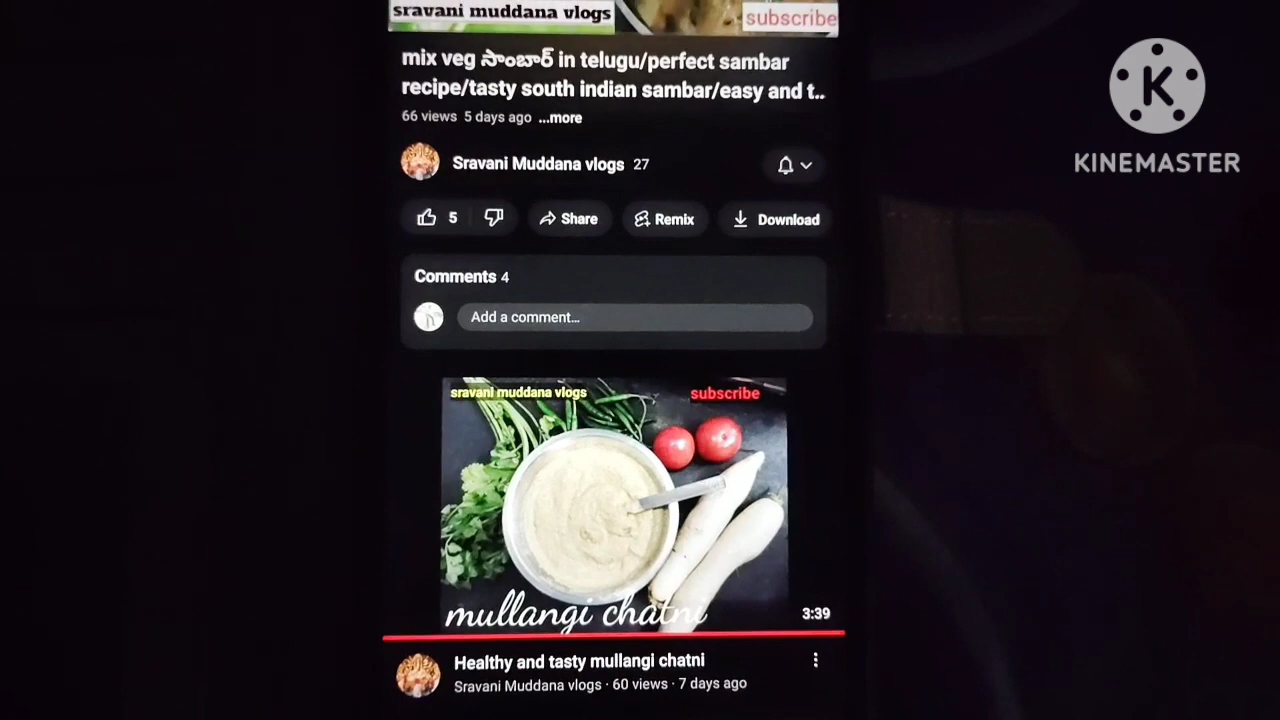 sravani muddana vlogs
subscribe
mix veg సాంబార్ in telugu/perfect sambar
recipe/tasty south indian sambar/easy and t..
66 views 5 days ago ...more
Sravani Muddana vlogs 27
5 Share Remix Download
Comments 4
Add a comment...
sravani muddana vlogs subscribe
mullangi chatni
3:39
Healthy and tasty mullangi chatni
Sravani Muddana vlogs · 60 views · 7 days ago
K
KINEMASTER